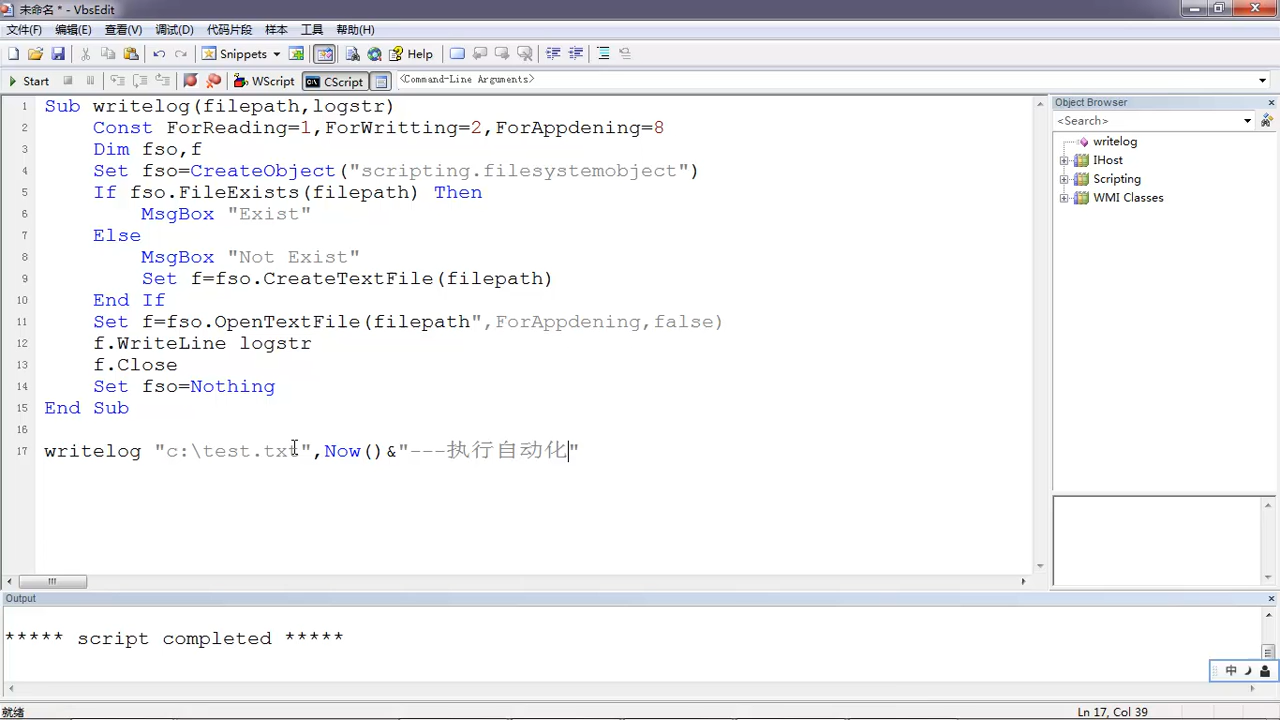 未命名 * - VbsEdit
文件(F) 编辑(E) 查看(V) 调试(D) 代码片段 样本 工具 帮助(H)
Snippets Help
Start WScript CScript <Command-Line Arguments>
1 Sub writelog(filepath,logstr)
2 Const ForReading=1,ForWritting=2,ForAppdening=8
3 Dim fso,f
4 Set fso=CreateObject("scripting.filesystemobject")
5 If fso.FileExists(filepath) Then
6 MsgBox "Exist"
7 Else
8 MsgBox "Not Exist"
9 Set f=fso.CreateTextFile(filepath)
10 End If
11 Set f=fso.OpenTextFile(filepath",ForAppdening,false)
12 f.WriteLine logstr
13 f.Close
14 Set fso=Nothing
15 End Sub
16
17 writelog "c:\test.txt",Now()&"---执行自动化"
Object Browser
<Search>
writelog
IHost
Scripting
WMI Classes
Output
***** script completed *****
中
就绪 Ln 17, Col 39